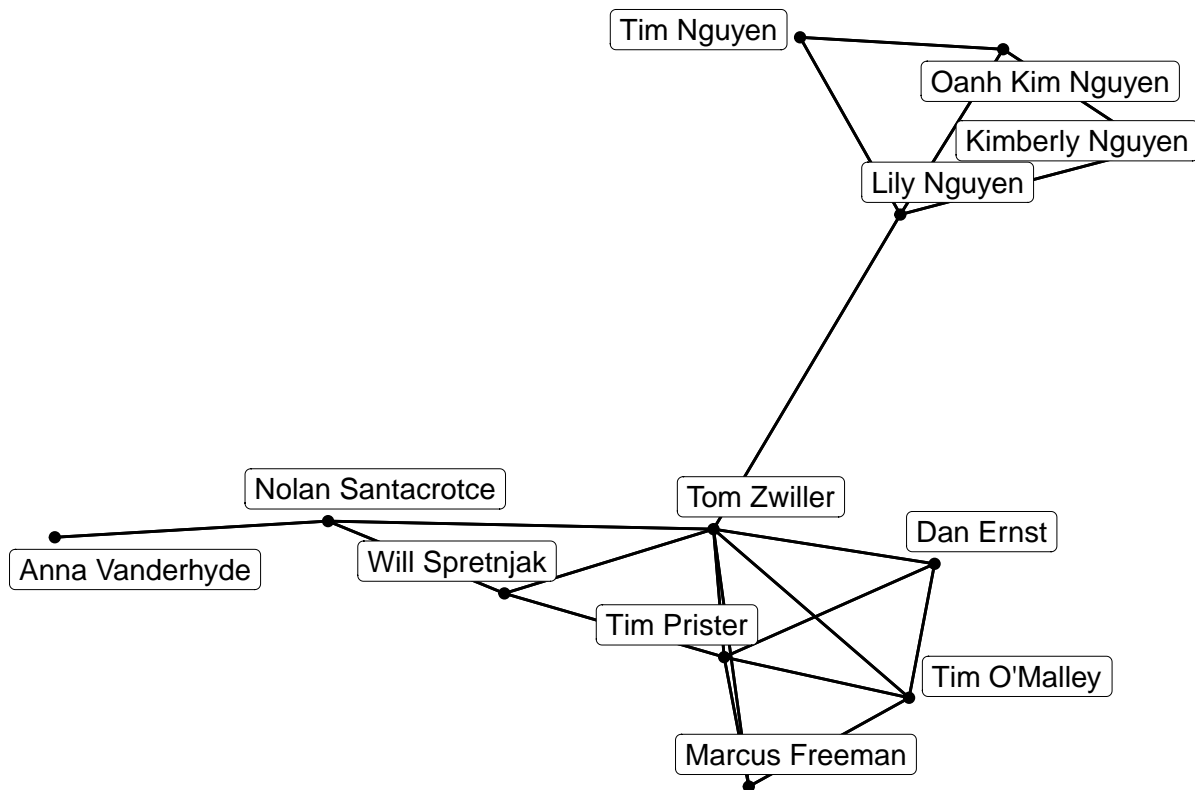 Tim Nguyen
Oanh Kim Nguyen
Kimberly Nguyen
Lily Nguyen
Nolan Santacrotce
Tom Zwiller
Dan Ernst
Will Spretnjak
Anna Vanderhyde
Tim Prister
Tim O'Malley
Marcus Freeman